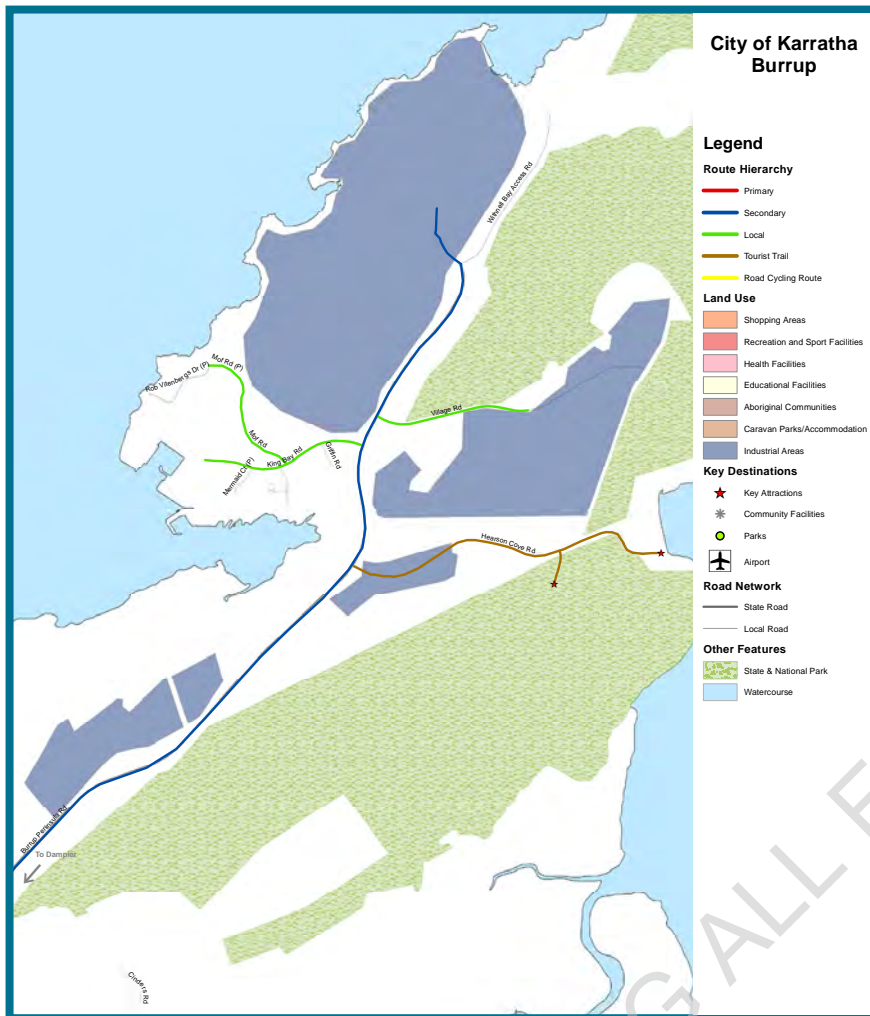 City of Karratha
Burrup
Legend
Route Hierarchy
Primary
Secondary
Local
Tourist Trail
Road Cycling Route
Land Use
Shopping Areas
Recreation and Sport Facilities
Health Facilities
Educational Facilities
Aboriginal Communities
Caravan Parks/Accommodation
Industrial Areas
Key Destinations
Key Attractions
Community Facilities
Parks
Airport
Road Network
State Road
Local Road
Other Features
State & National Park
Watercourse
Withnell Bay Access Rd
Mof Rd (P)
Rob Vitenbergs Dr (P)
Village Rd
Mof Rd
King Bay Rd
Griffin Rd
Mermaid Ct (P)
Hearson Cove Rd
Burrup Peninsula Rd
To Dampier
Cinders Rd
G ALL